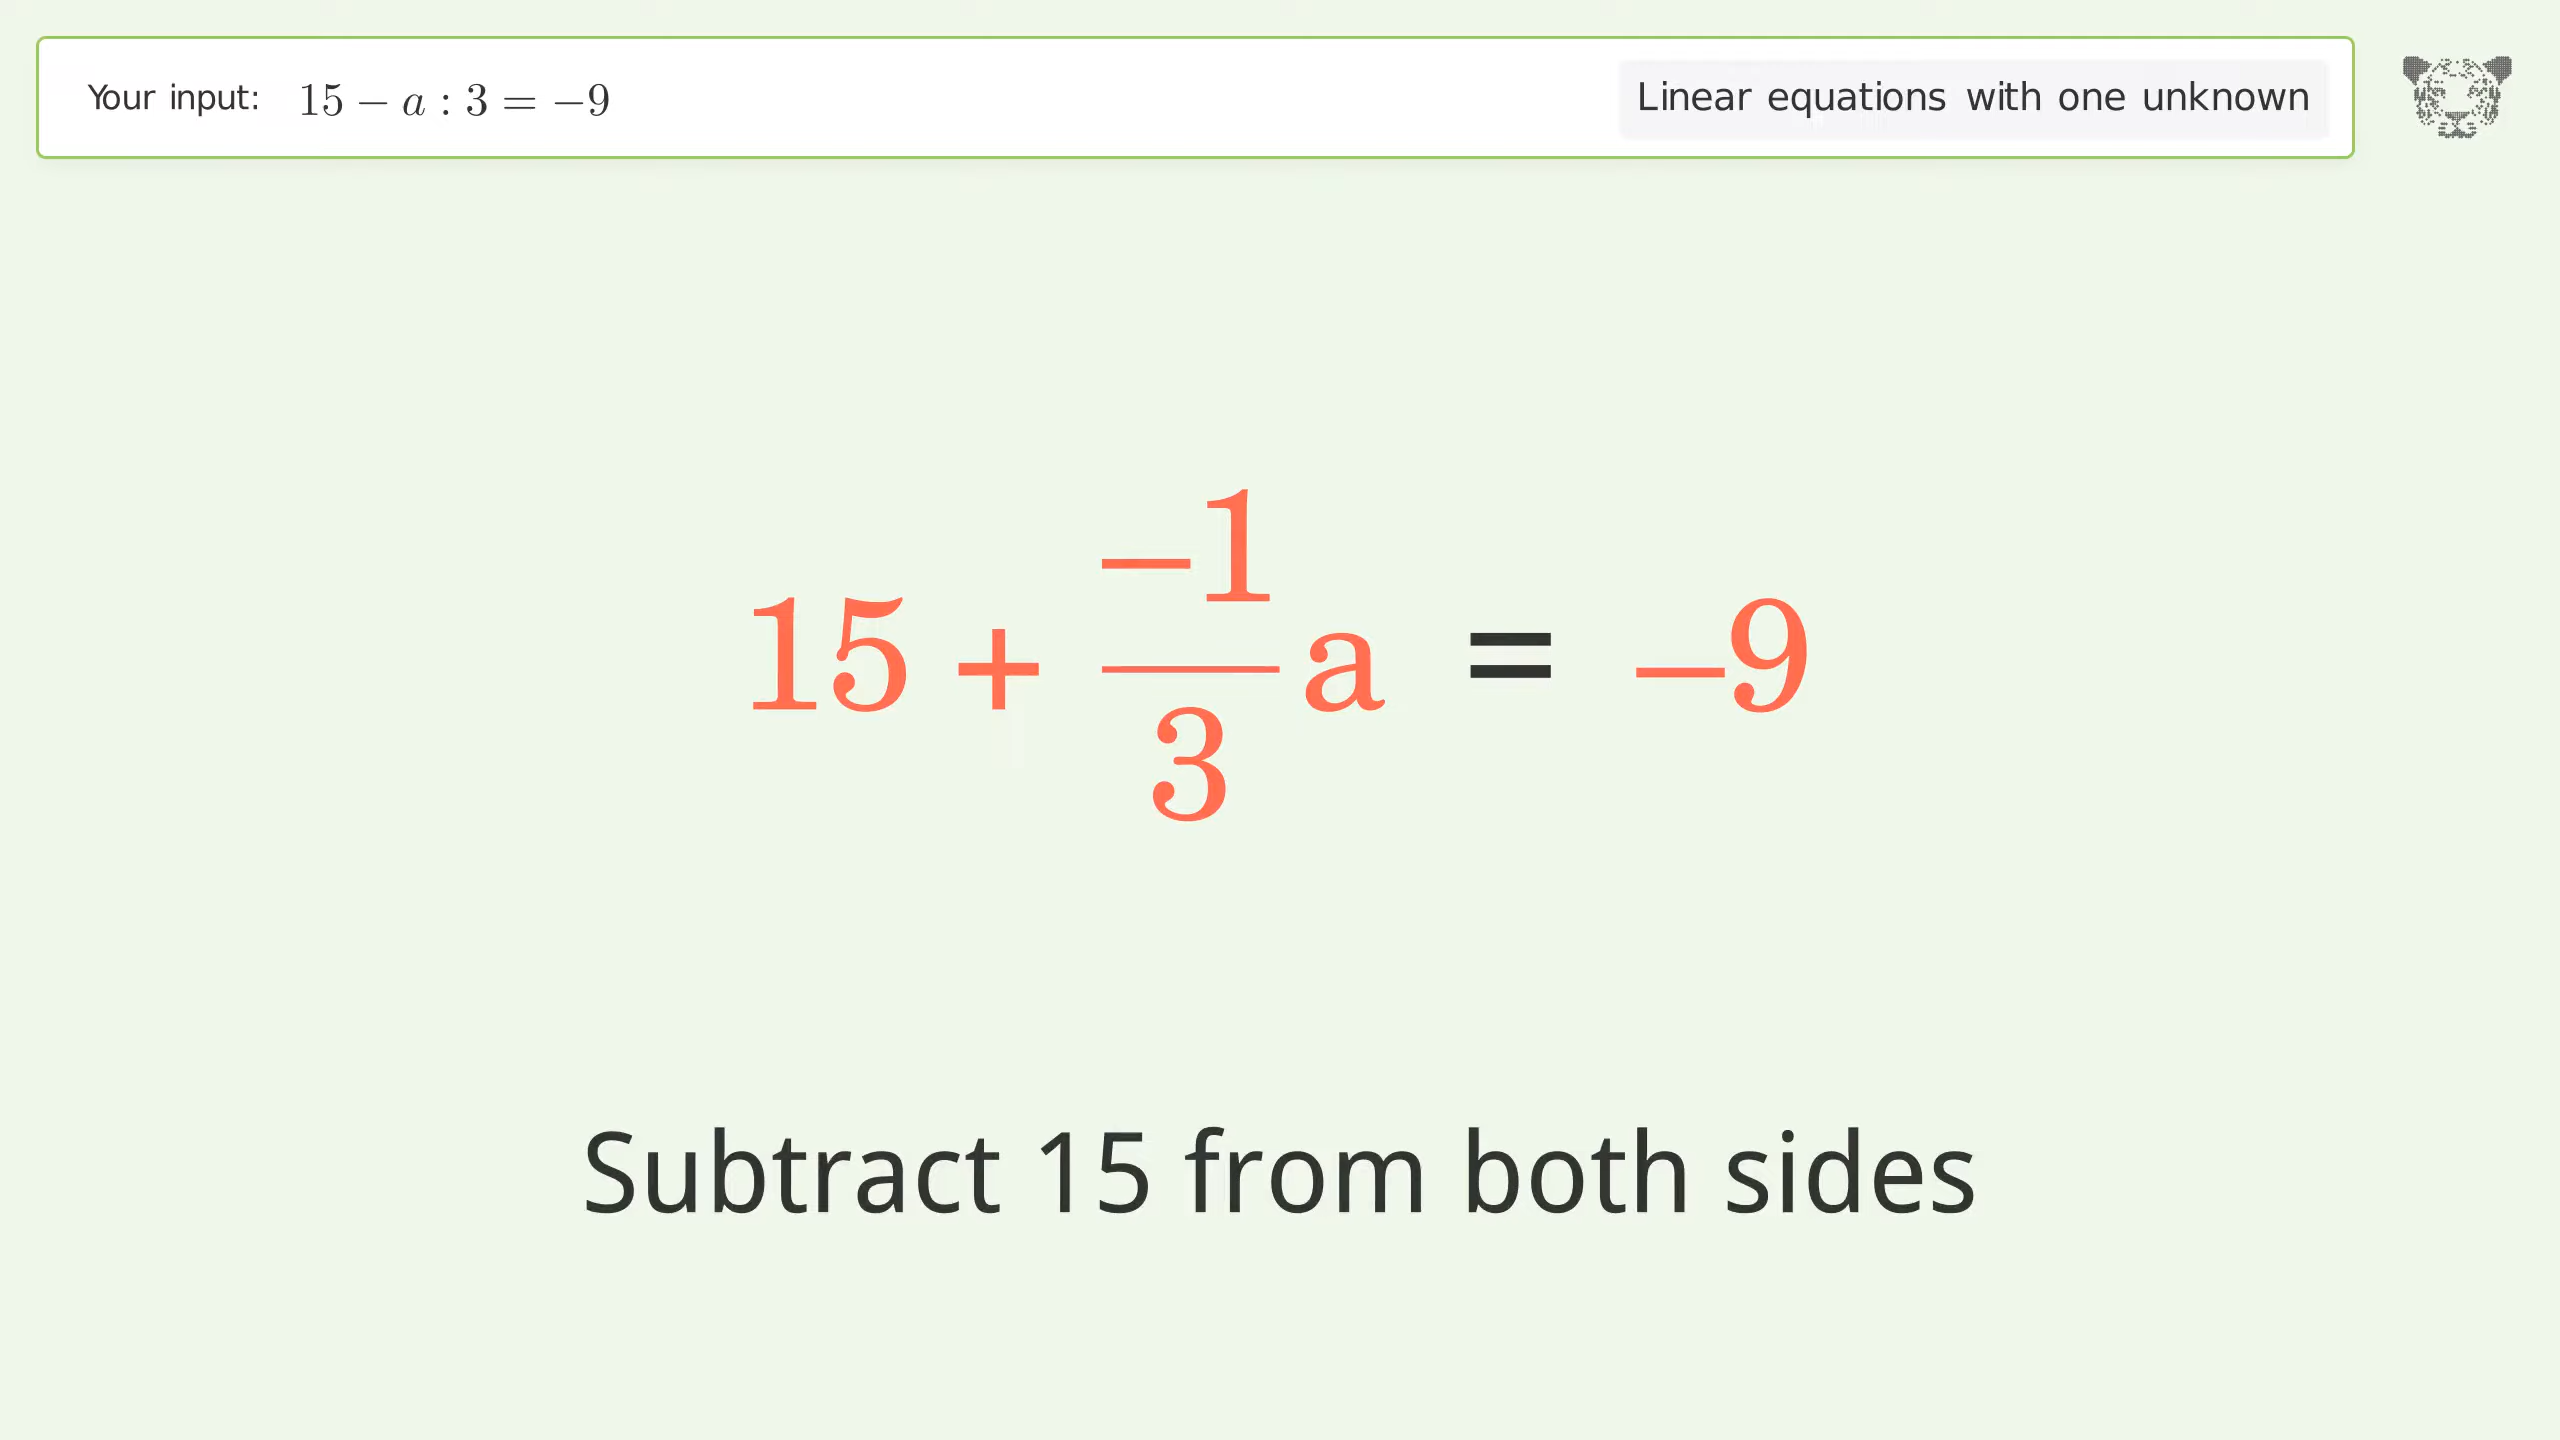 Your input: 15 − a : 3 = −9
Linear equations with one unknown
15 + −1/3 a = −9
Subtract 15 from both sides